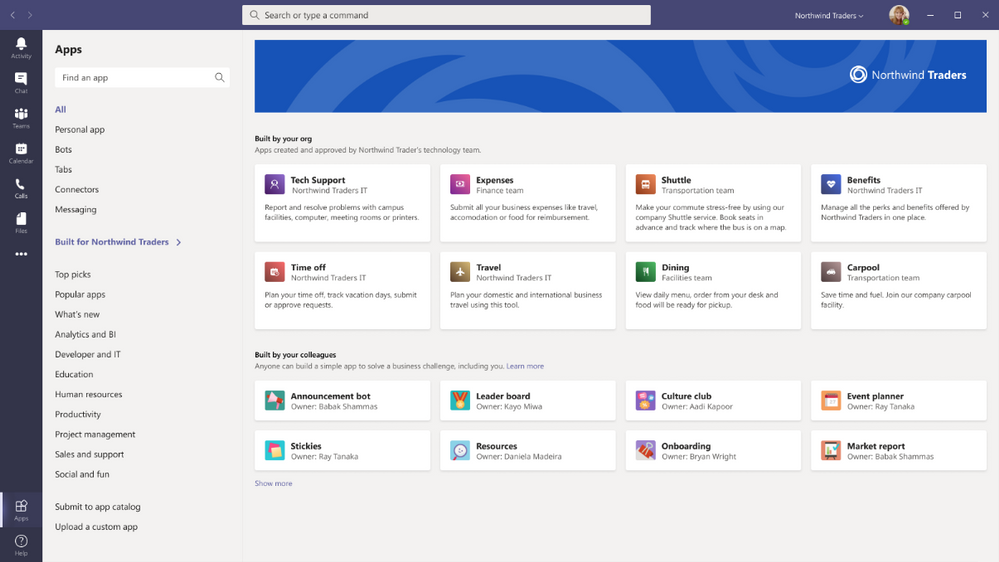 Search or type a command
Northwind Traders
Activity
Chat
Teams
Calendar
Calls
Files
Apps
Help
Apps
Find an app
All
Personal app
Bots
Tabs
Connectors
Messaging
Built for Northwind Traders
Top picks
Popular apps
What's new
Analytics and BI
Developer and IT
Education
Human resources
Productivity
Project management
Sales and support
Social and fun
Submit to app catalog
Upload a custom app
Northwind Traders
Built by your org
Apps created and approved by Northwind Trader's technology team.
Tech Support
Northwind Traders IT
Report and resolve problems with campus
facilities, computer, meeting rooms or printers.
Expenses
Finance team
Submit all your business expenses like travel,
accomodation or food for reimbursement.
Shuttle
Transportation team
Make your commute stress-free by using our
company Shuttle service. Book seats in
advance and track where the bus is on a map.
Benefits
Northwind Traders IT
Manage all the perks and benefits offered by
Northwind Traders in one place.
Time off
Northwind Traders IT
Plan your time off, track vacation days, submit
or approve requests.
Travel
Northwind Traders IT
Plan your domestic and international business
travel using this tool.
Dining
Facilities team
View daily menu, order from your desk and
food will be ready for pickup.
Carpool
Transportation team
Save time and fuel. Join our company carpool
facility.
Built by your colleagues
Anyone can build a simple app to solve a business challenge, including you. Learn more
Announcement bot
Owner: Babak Shammas
Leader board
Owner: Kayo Miwa
Culture club
Owner: Aadi Kapoor
Event planner
Owner: Ray Tanaka
Stickies
Owner: Ray Tanaka
Resources
Owner: Daniela Madeira
Onboarding
Owner: Bryan Wright
Market report
Owner: Babak Shammas
Show more